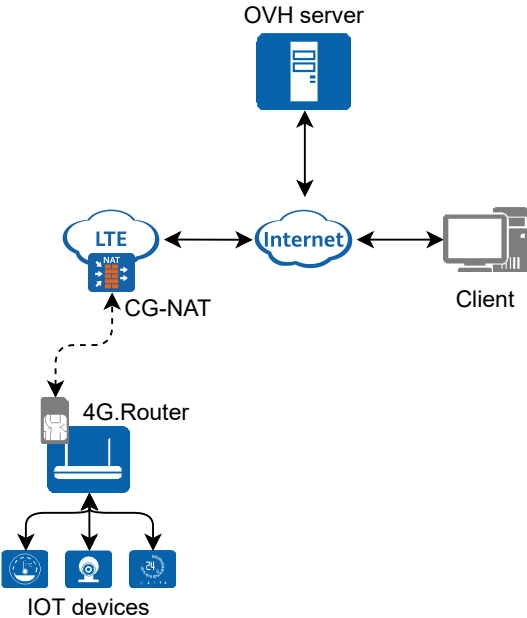 OVH server
LTE
Internet
NAT
CG-NAT
Client
4G.Router
24
IOT devices